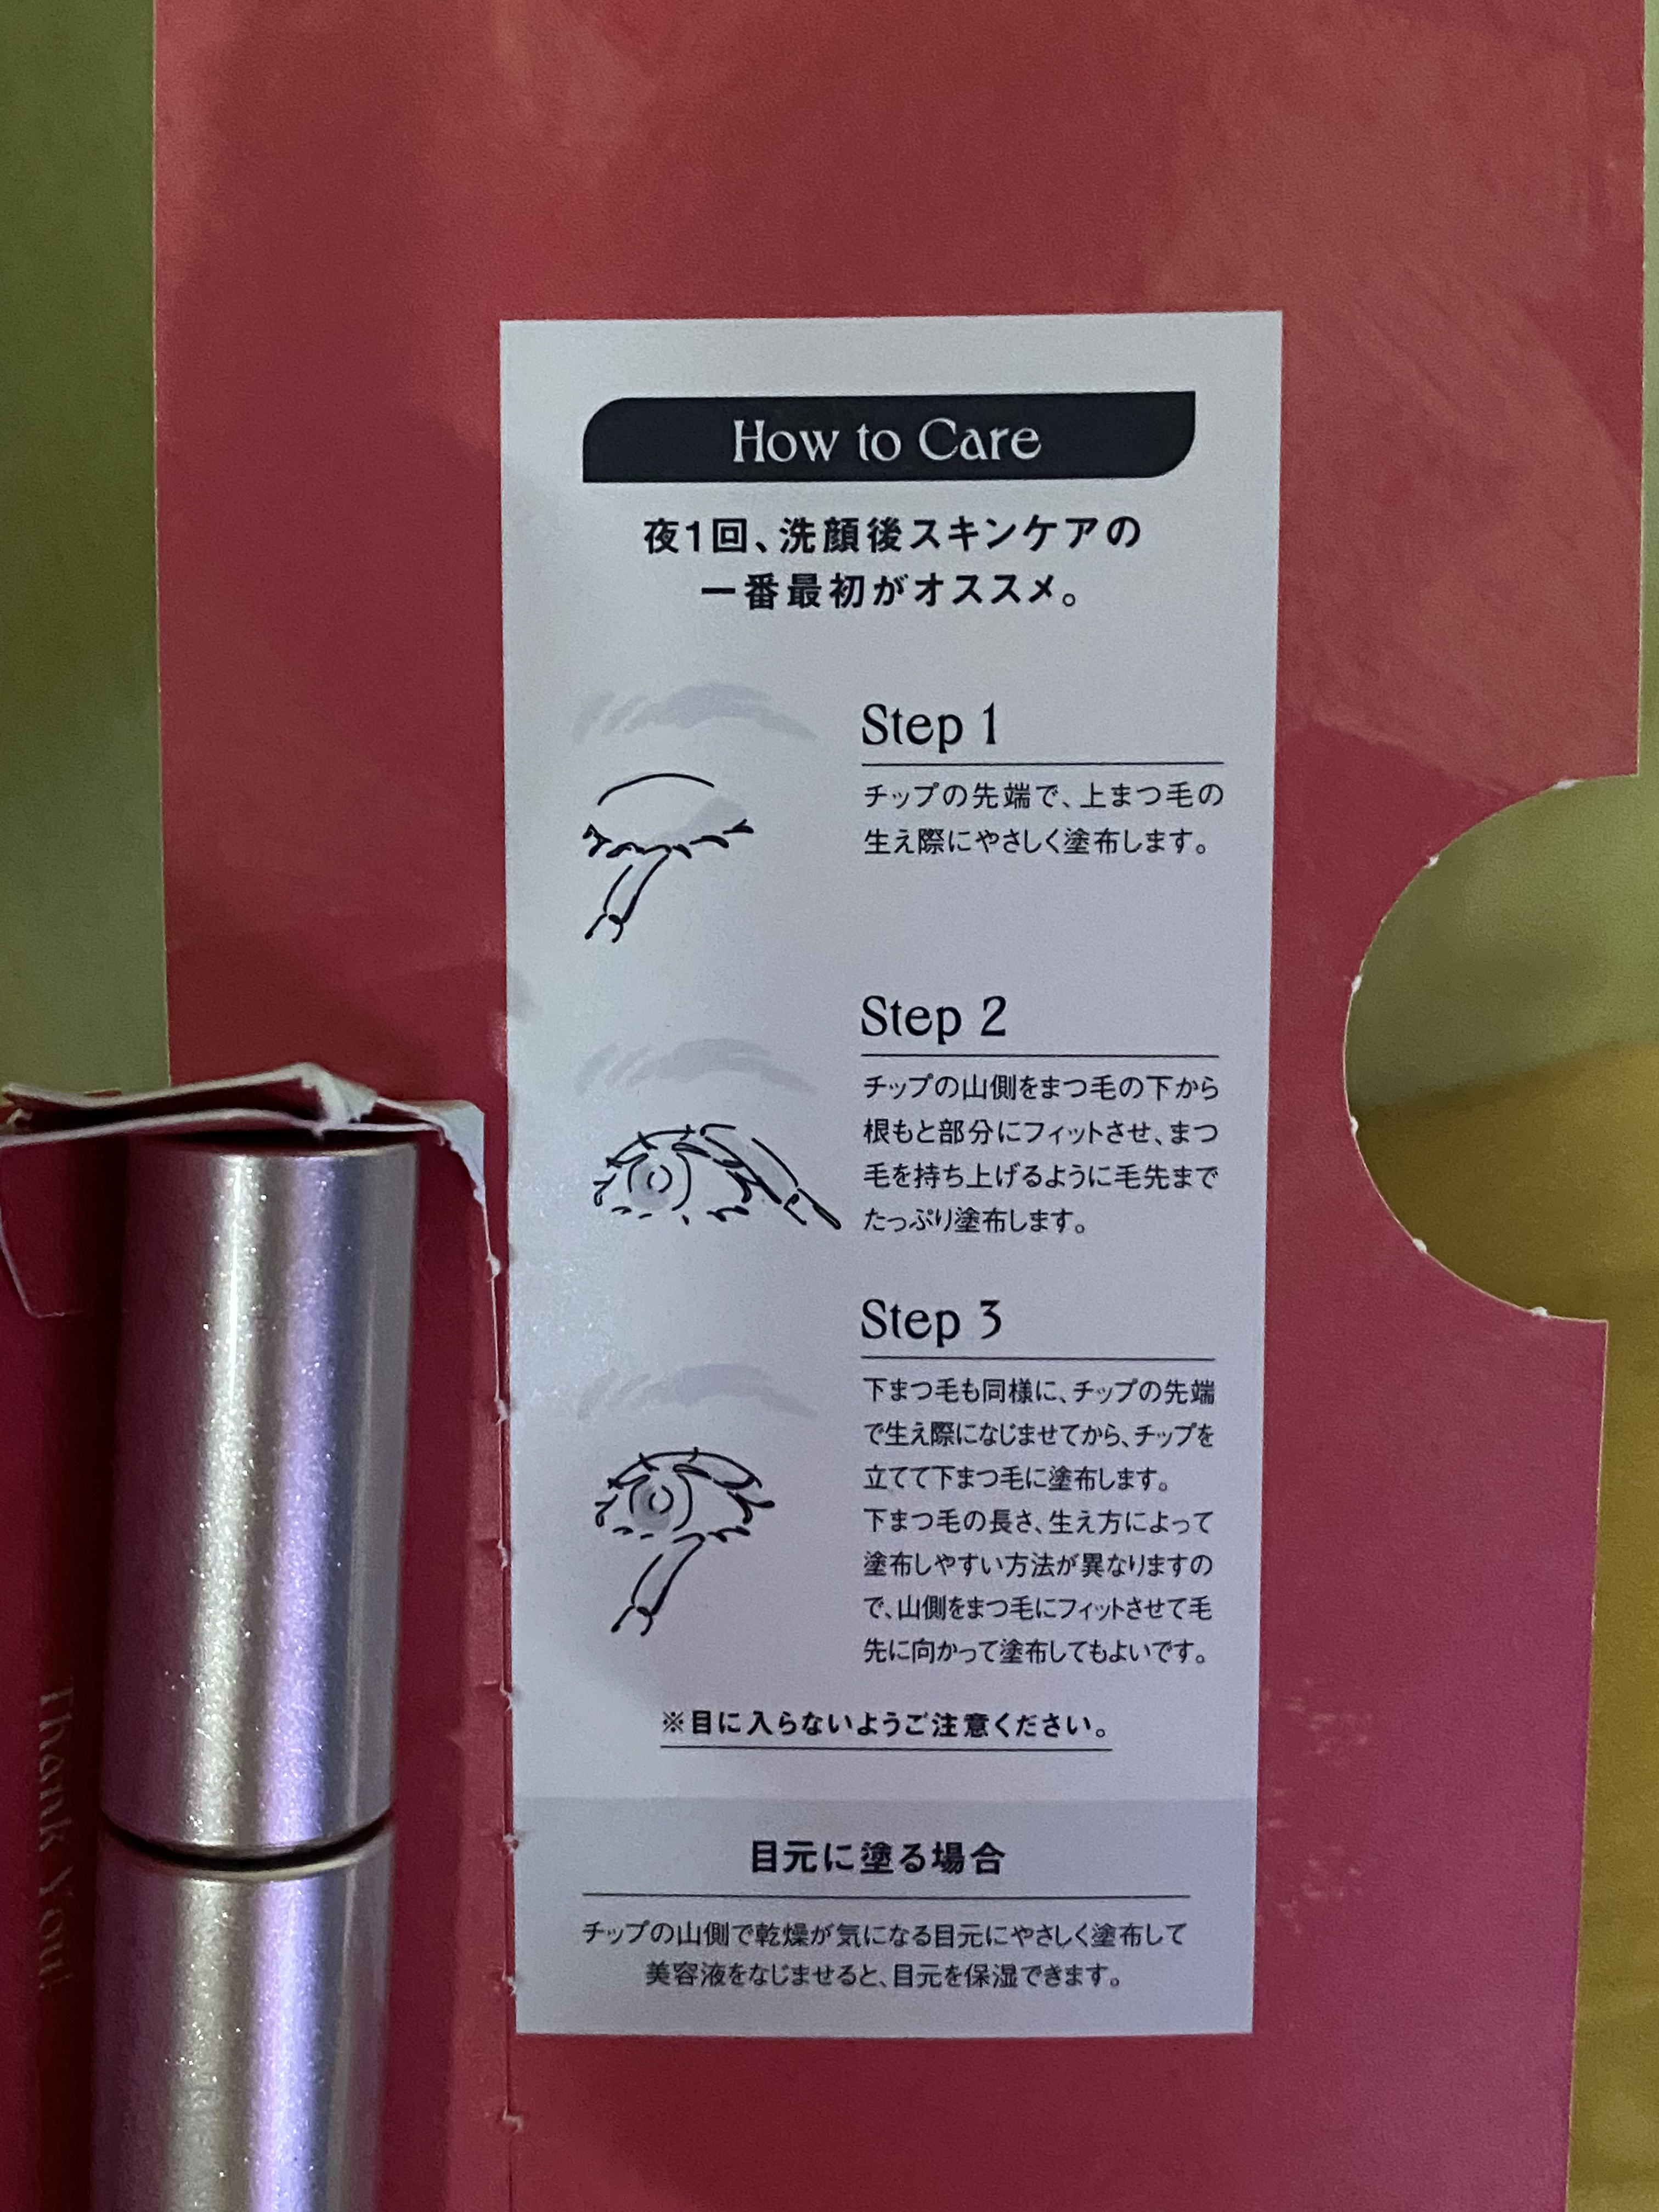 How to Care
夜1回、洗顔後スキンケアの
一番最初がオススメ。
Step 1
チップの先端で、上まつ毛の
生え際にやさしく塗布します。
Step 2
チップの山側をまつ毛の下から
根もと部分にフィットさせ、まつ
毛を持ち上げるように毛先まで
たっぷり塗布します。
Step 3
下まつ毛も同様に、チップの先端
で生え際になじませてから、チップを
立てて下まつ毛に塗布します。
下まつ毛の長さ、生え方によって
塗布しやすい方法が異なりますの
で、山側をまつ毛にフィットさせて毛
先に向かって塗布してもよいです。
※目に入らないようご注意ください。
目元に塗る場合
チップの山側で乾燥が気になる目元にやさしく塗布して
美容液をなじませると、目元を保湿できます。
Thank You!